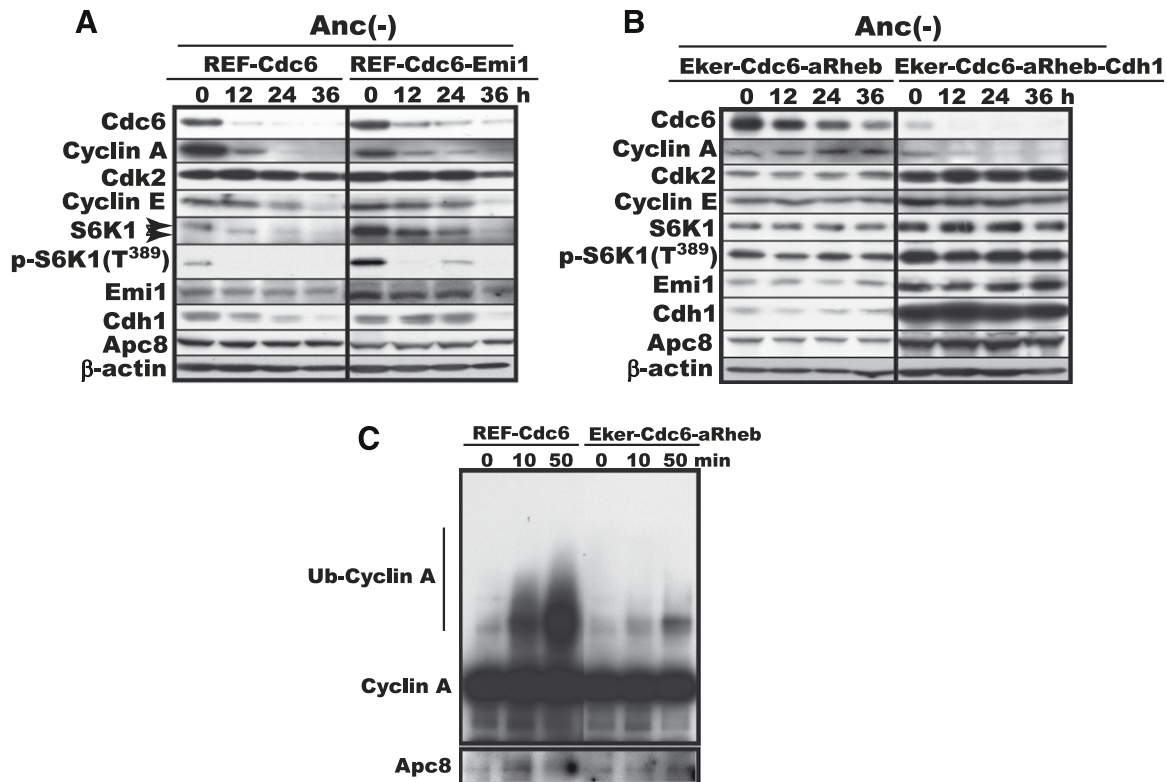 A
Anc(-)
REF-Cdc6 REF-Cdc6-Emi1
0 12 24 36 0 12 24 36 h
Cdc6
Cyclin A
Cdk2
Cyclin E
S6K1
p-S6K1(T389)
Emi1
Cdh1
Apc8
β-actin
B
Anc(-)
Eker-Cdc6-aRheb Eker-Cdc6-aRheb-Cdh1
0 12 24 36 0 12 24 36 h
Cdc6
Cyclin A
Cdk2
Cyclin E
S6K1
p-S6K1(T389)
Emi1
Cdh1
Apc8
β-actin
C
REF-Cdc6 Eker-Cdc6-aRheb
0 10 50 0 10 50 min
Ub-Cyclin A
Cyclin A
Apc8